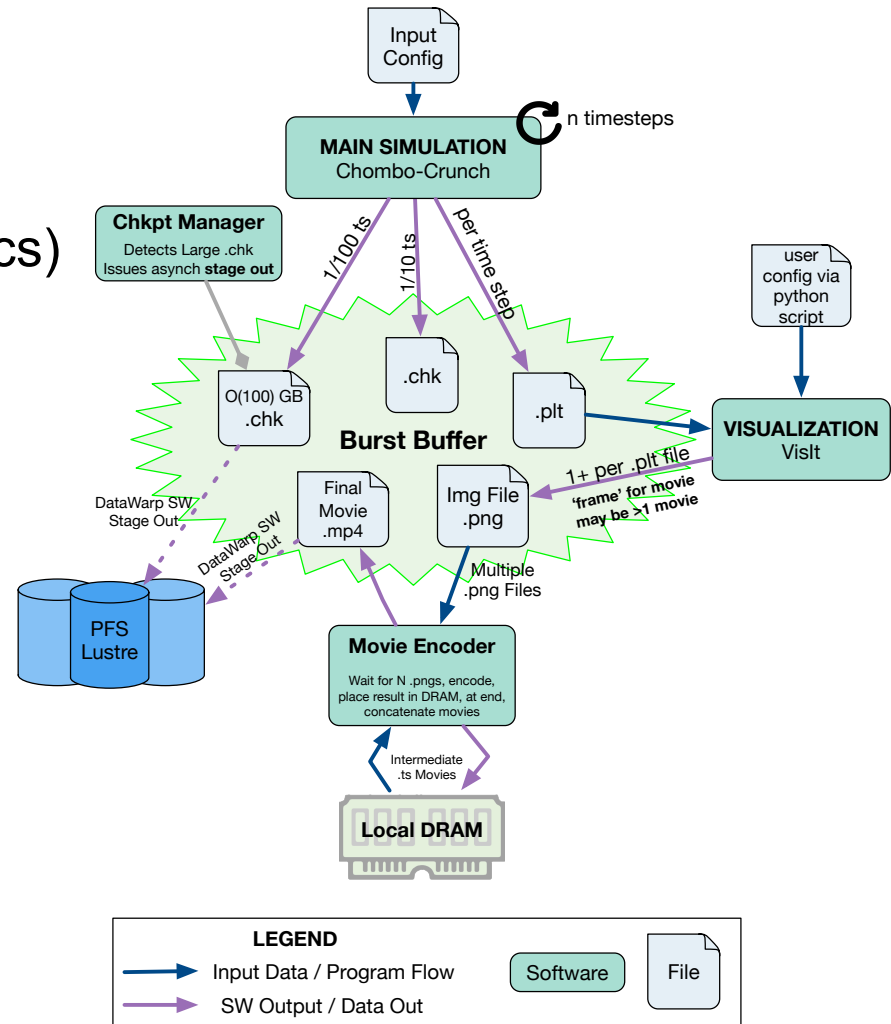 Input
Config
n timesteps
MAIN SIMULATION
Chombo-Crunch
cs)
Chkpt Manager
Detects Large .chk
Issues asynch stage out
1/100 ts
1/10 ts
per time step
user
config via
python
script
O(100) GB
.chk
.chk
.plt
VISUALIZATION
VisIt
Burst Buffer
1+ per .plt file
'frame' for movie
may be >1 movie
Final
Movie
.mp4
Img File
.png
DataWarp SW
Stage Out
DataWarp SW
Stage Out
Multiple
.png Files
PFS
Lustre
Movie Encoder
Wait for N .pngs, encode,
place result in DRAM, at end,
concatenate movies
Intermediate
.ts Movies
Local DRAM
LEGEND
Input Data / Program Flow
SW Output / Data Out
Software
File